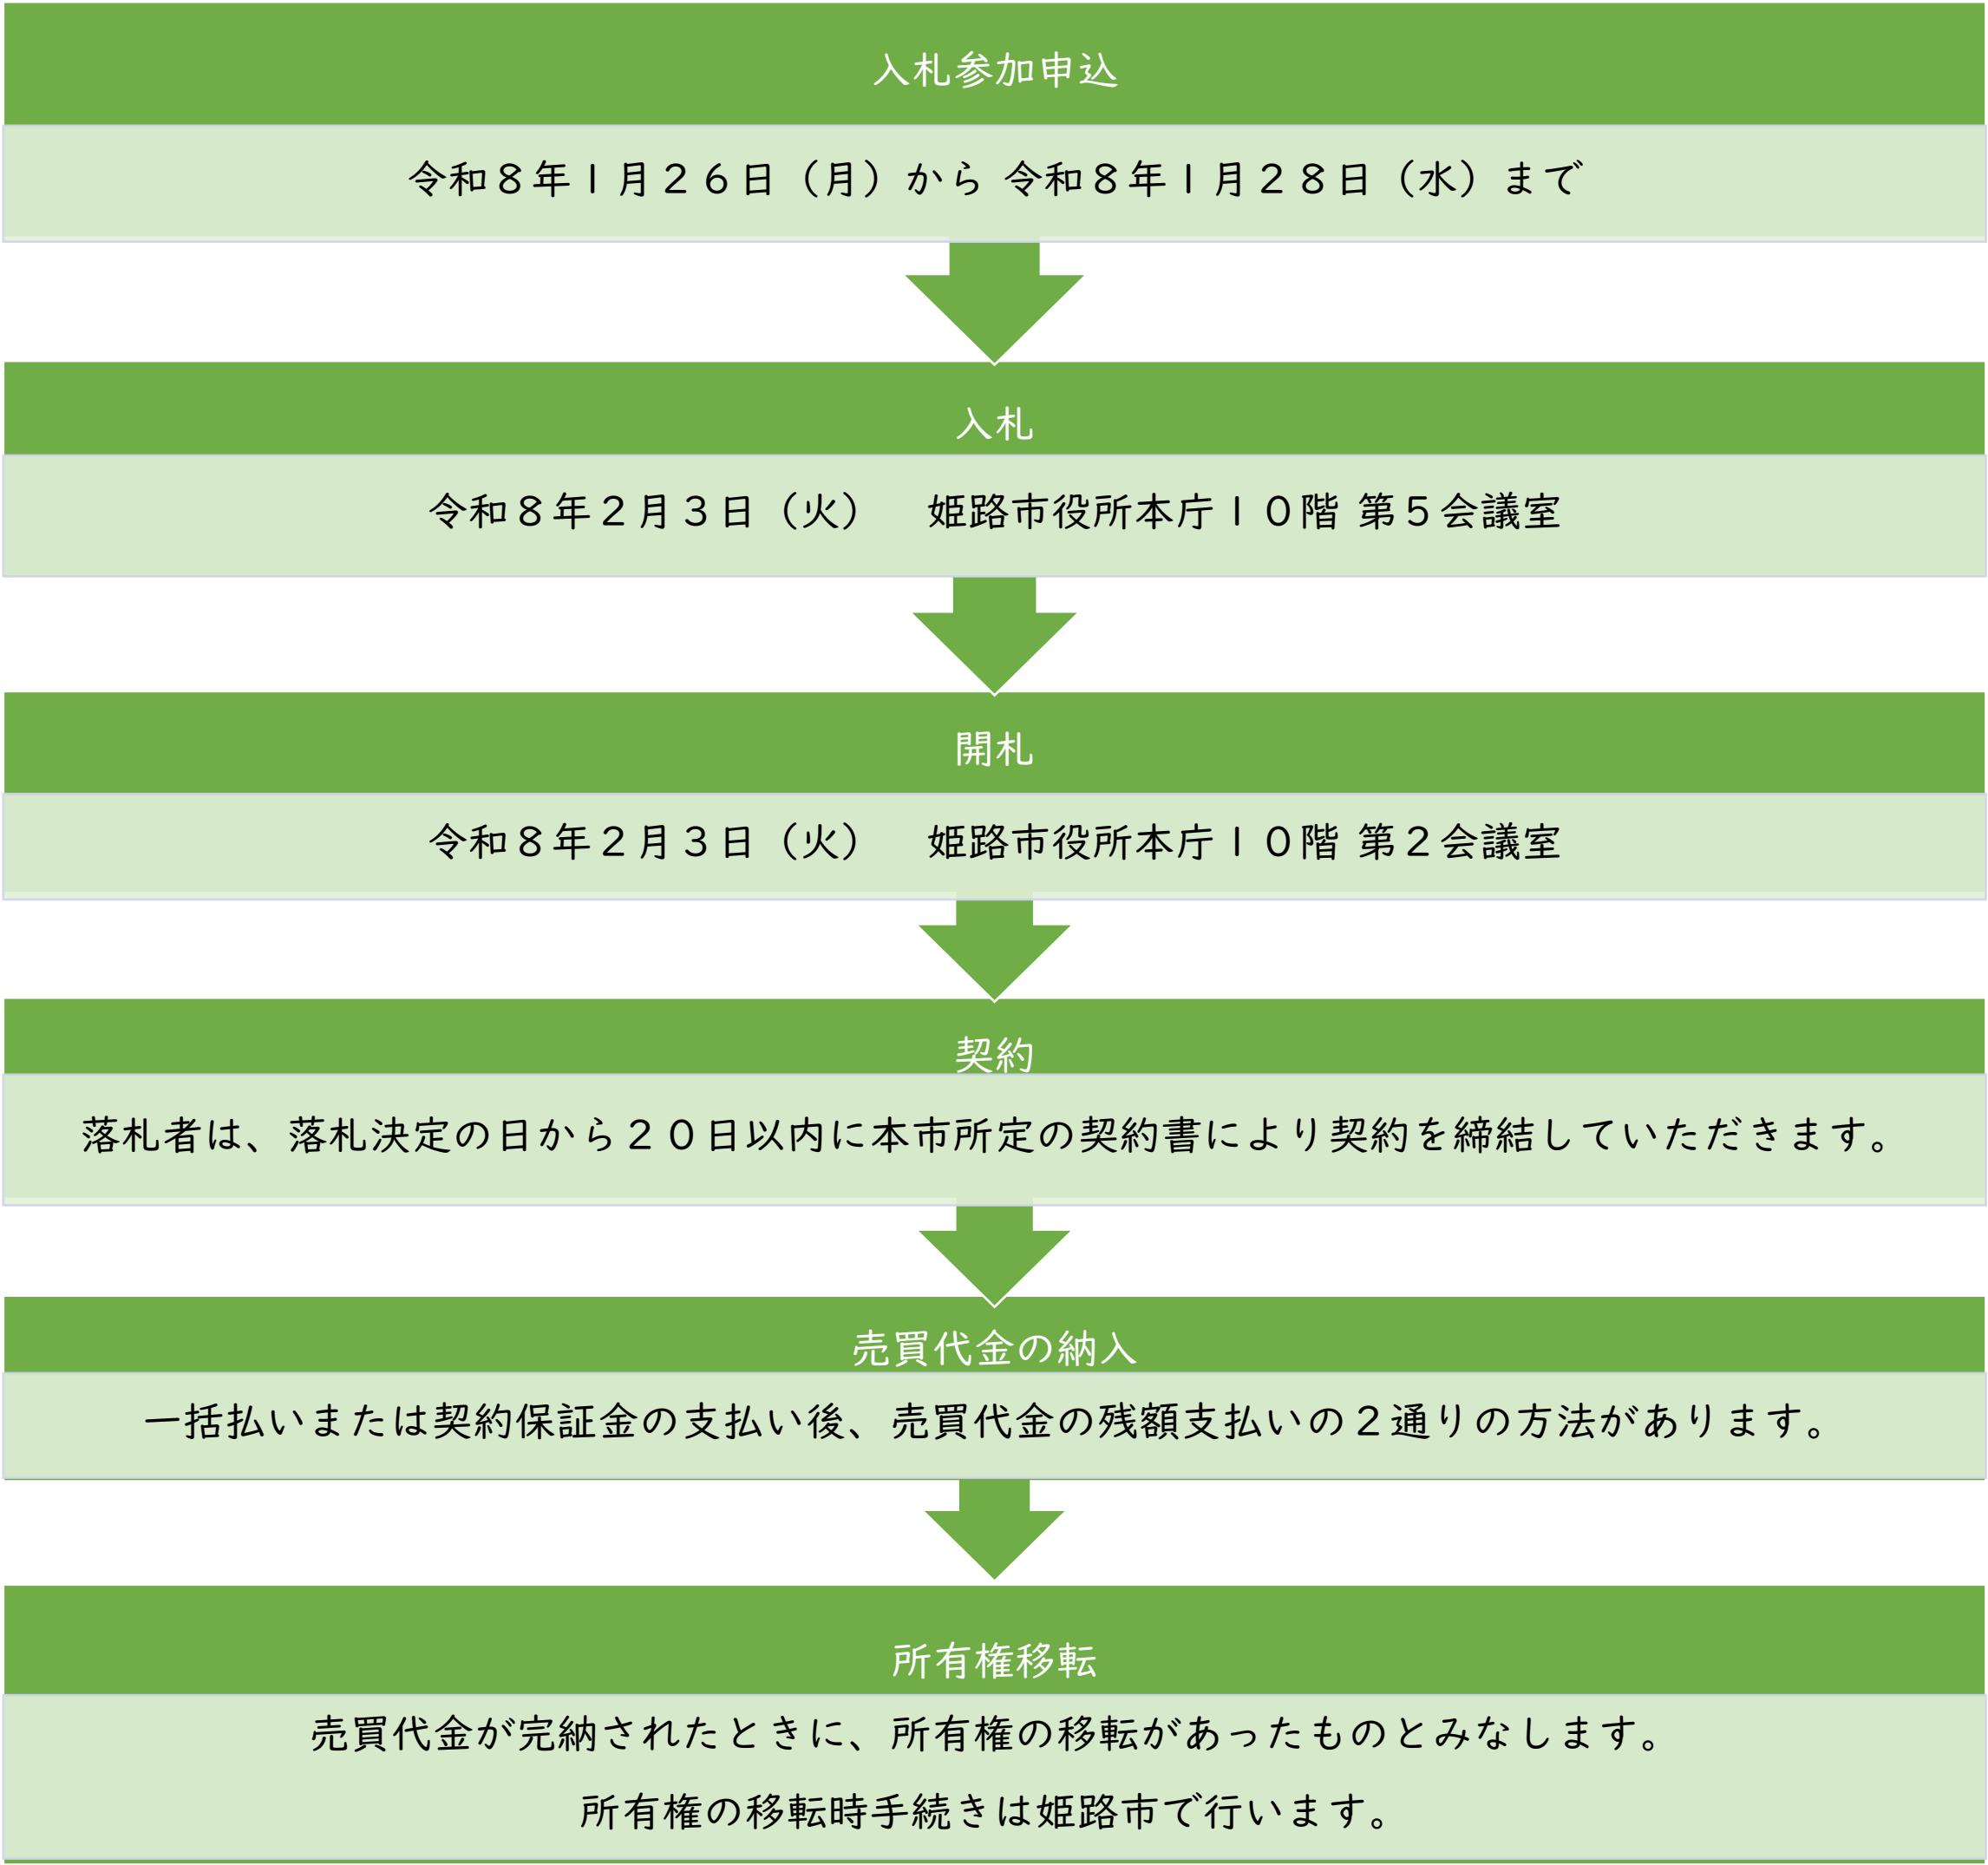 入札参加申込
令和８年１月２６日（月）から 令和８年１月２８日（水）まで
入札
令和８年２月３日（火）　姫路市役所本庁１０階 第５会議室
開札
令和８年２月３日（火）　姫路市役所本庁１０階 第２会議室
契約
落札者は、落札決定の日から２０日以内に本市所定の契約書により契約を締結していただきます。
売買代金の納入
一括払いまたは契約保証金の支払い後、売買代金の残額支払いの２通りの方法があります。
所有権移転
売買代金が完納されたときに、所有権の移転があったものとみなします。
所有権の移転時手続きは姫路市で行います。